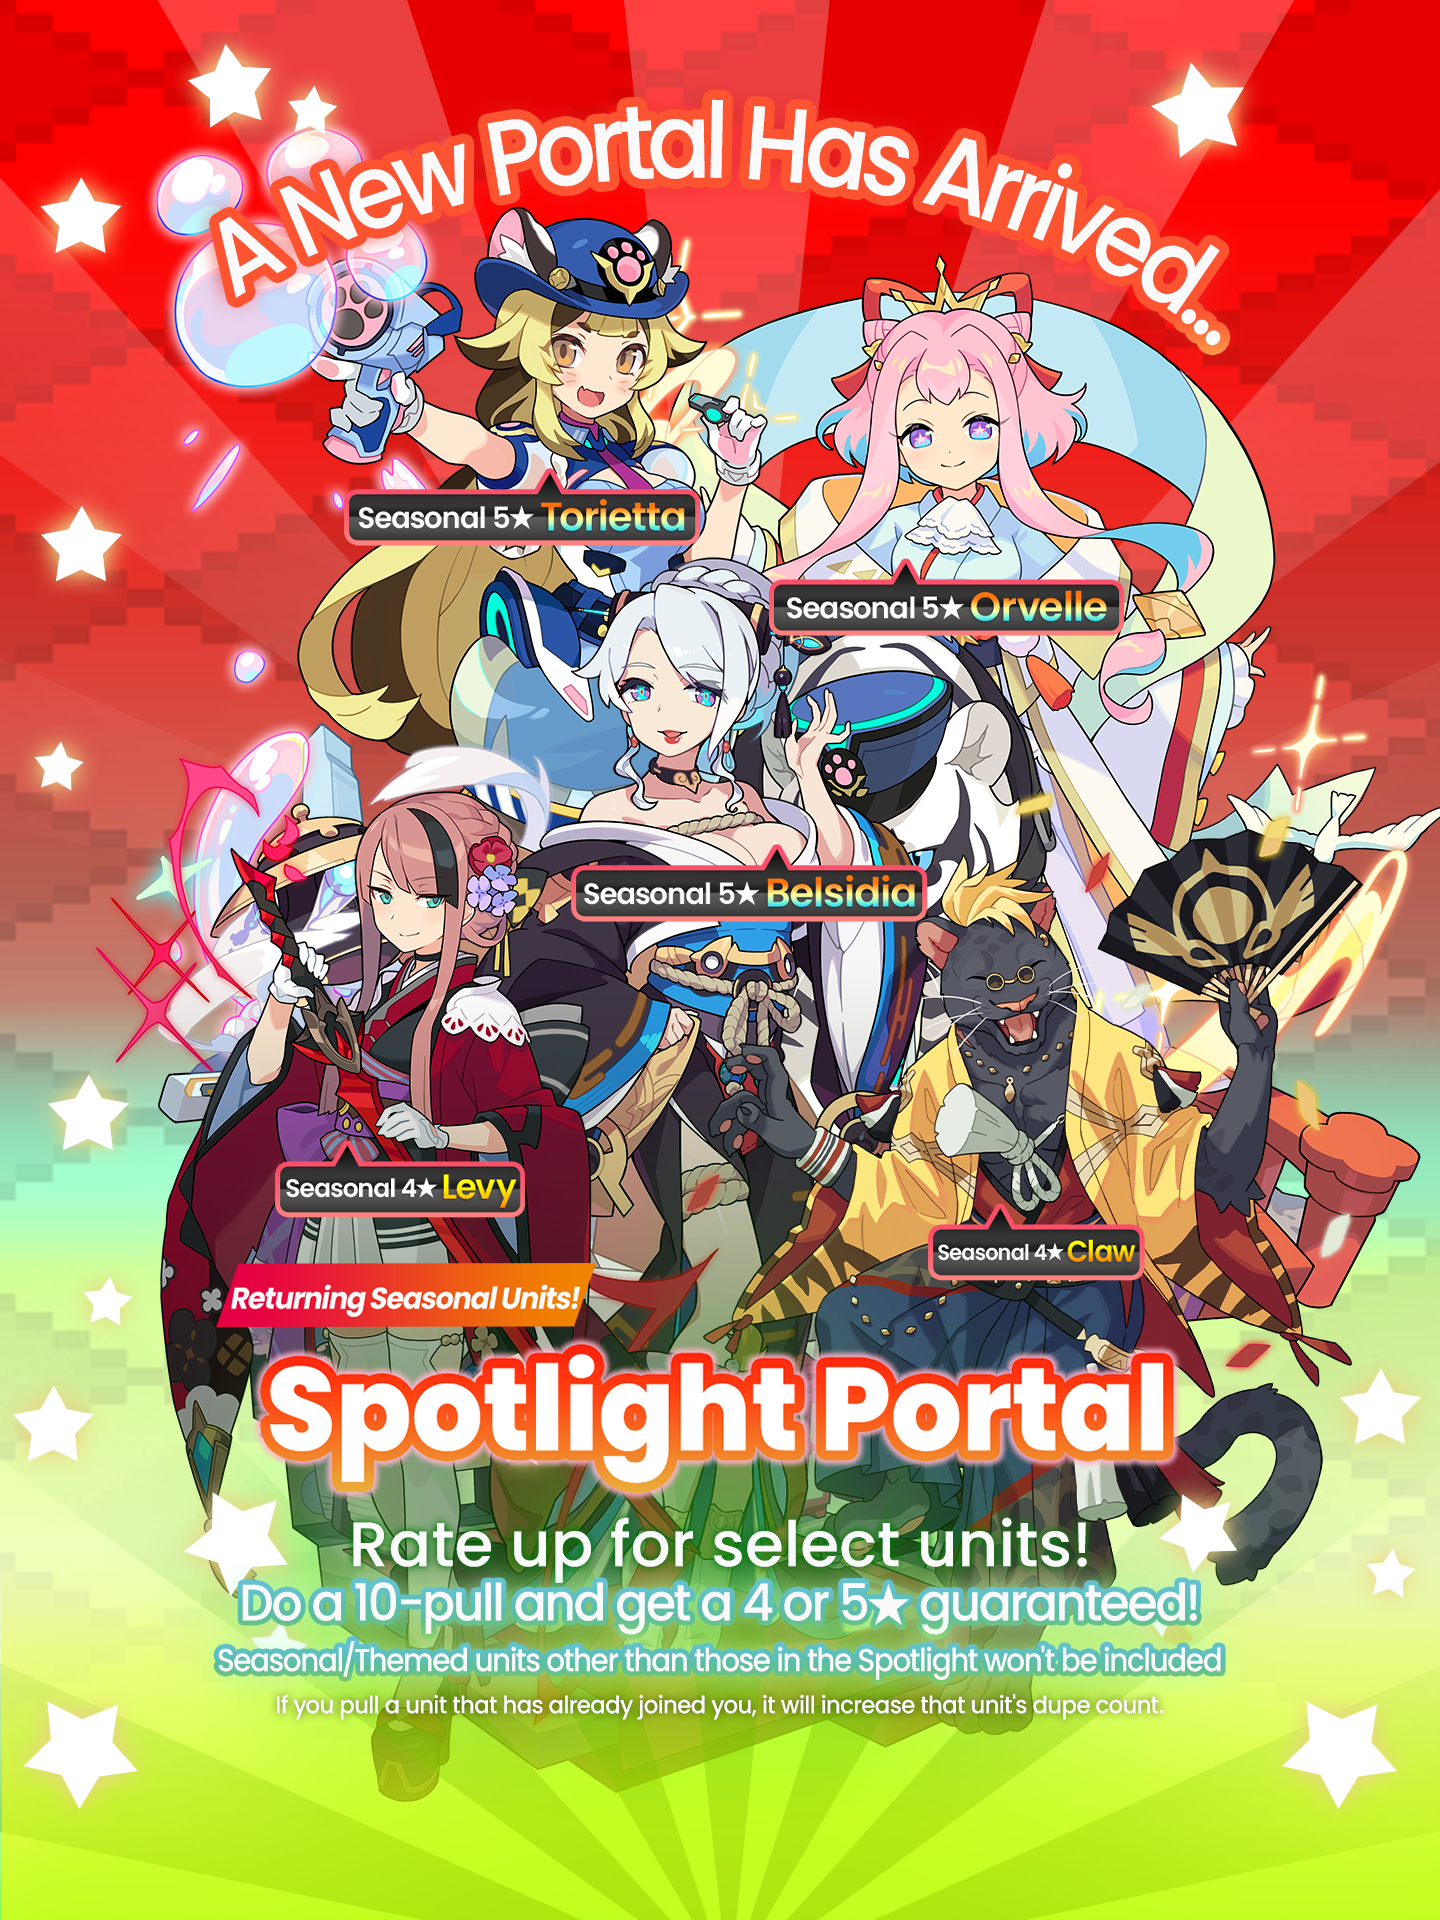 A New Portal Has Arrived...
Seasonal 5★ Torietta
Seasonal 5★ Orvelle
Seasonal 5★ Belsidia
Seasonal 4★ Levy
Seasonal 4★ Claw
Returning Seasonal Units!
Spotlight Portal
Rate up for select units!
Do a 10-pull and get a 4 or 5★ guaranteed!
Seasonal/Themed units other than those in the Spotlight won't be included
If you pull a unit that has already joined you, it will increase that unit's dupe count.